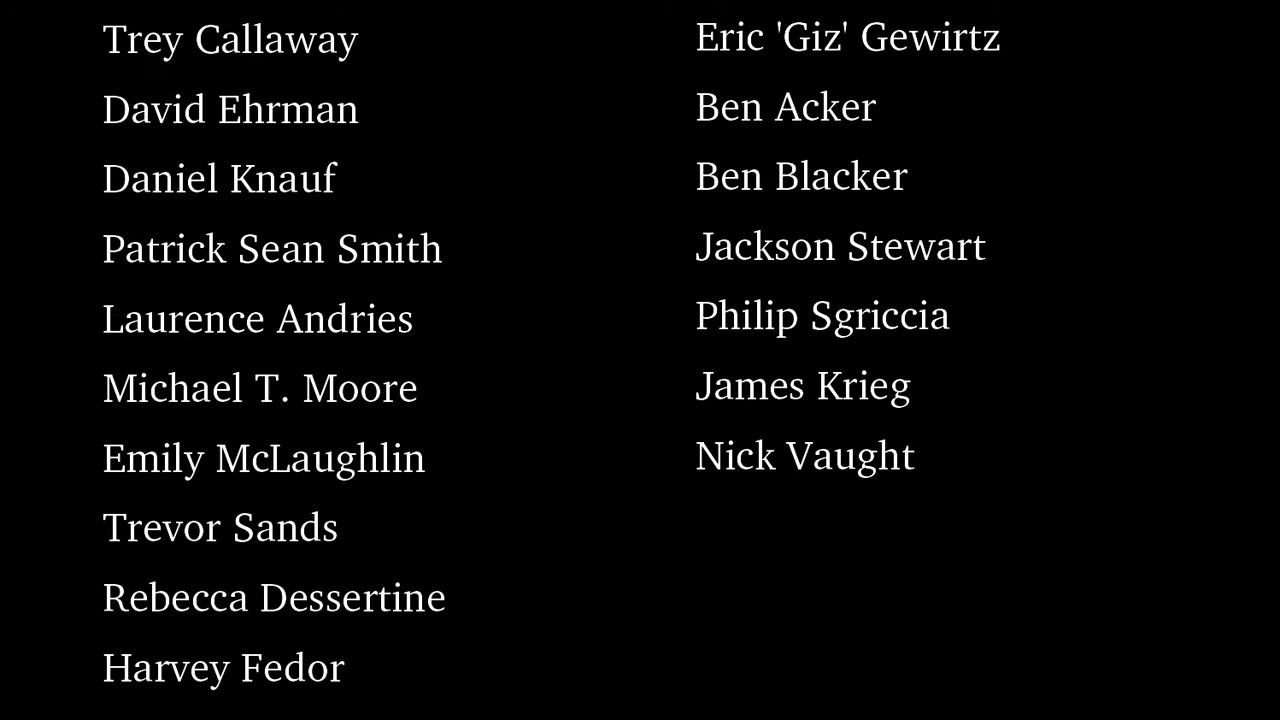 Trey Callaway
David Ehrman
Daniel Knauf
Patrick Sean Smith
Laurence Andries
Michael T. Moore
Emily McLaughlin
Trevor Sands
Rebecca Dessertine
Harvey Fedor
Eric 'Giz' Gewirtz
Ben Acker
Ben Blacker
Jackson Stewart
Philip Sgriccia
James Krieg
Nick Vaught